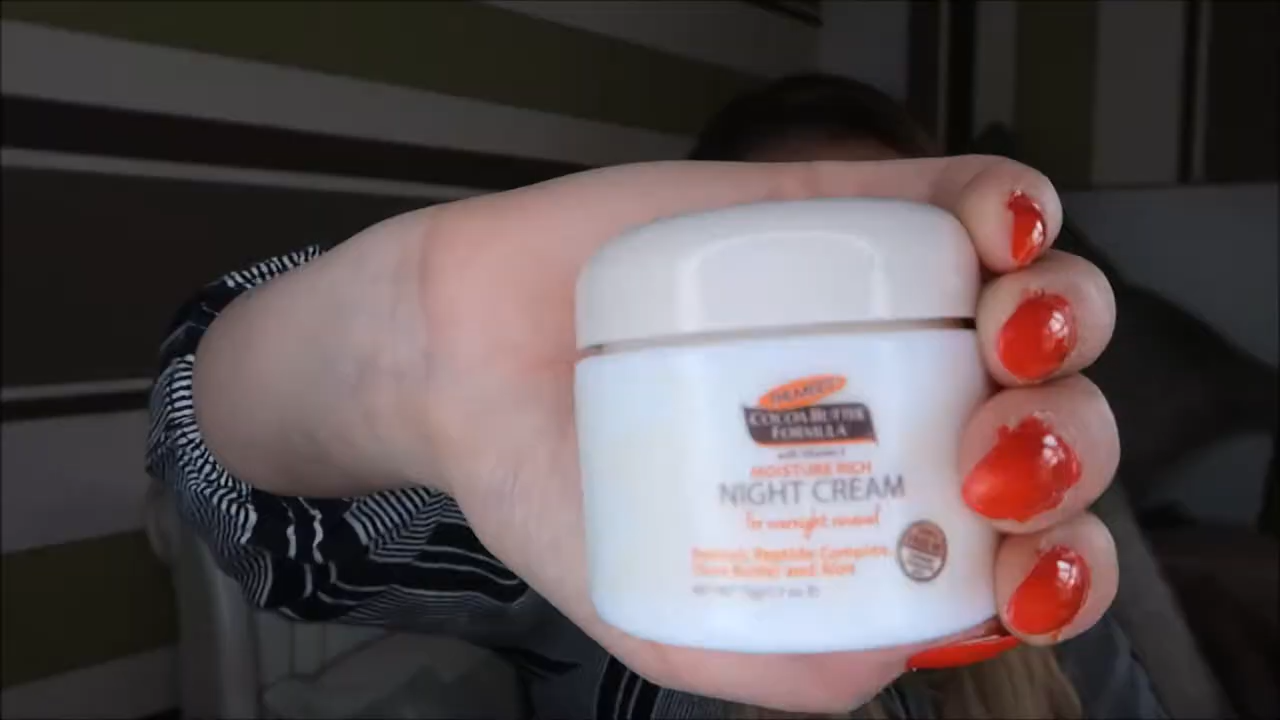 PALMER'S
COCOA BUTTER
FORMULA
with Vitamin E
MOISTURE RICH
NIGHT CREAM
for overnight renewal
Peptide Complex,
Shea Butter and Aloe